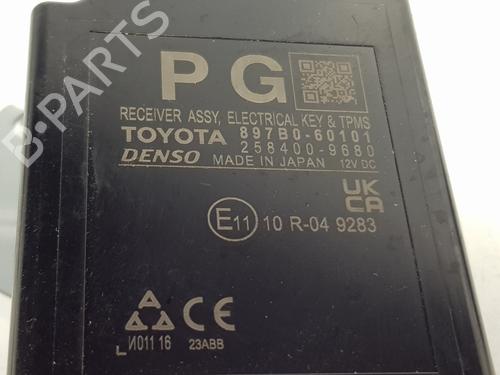 PG
RECEIVER ASSY, ELECTRICAL KEY & TPMS
TOYOTA 897B0-60101
DENSO 258400-9680
MADE IN JAPAN 12V DC
UK
CA
E11 10 R-04 9283
CE
И011 16 23ABB